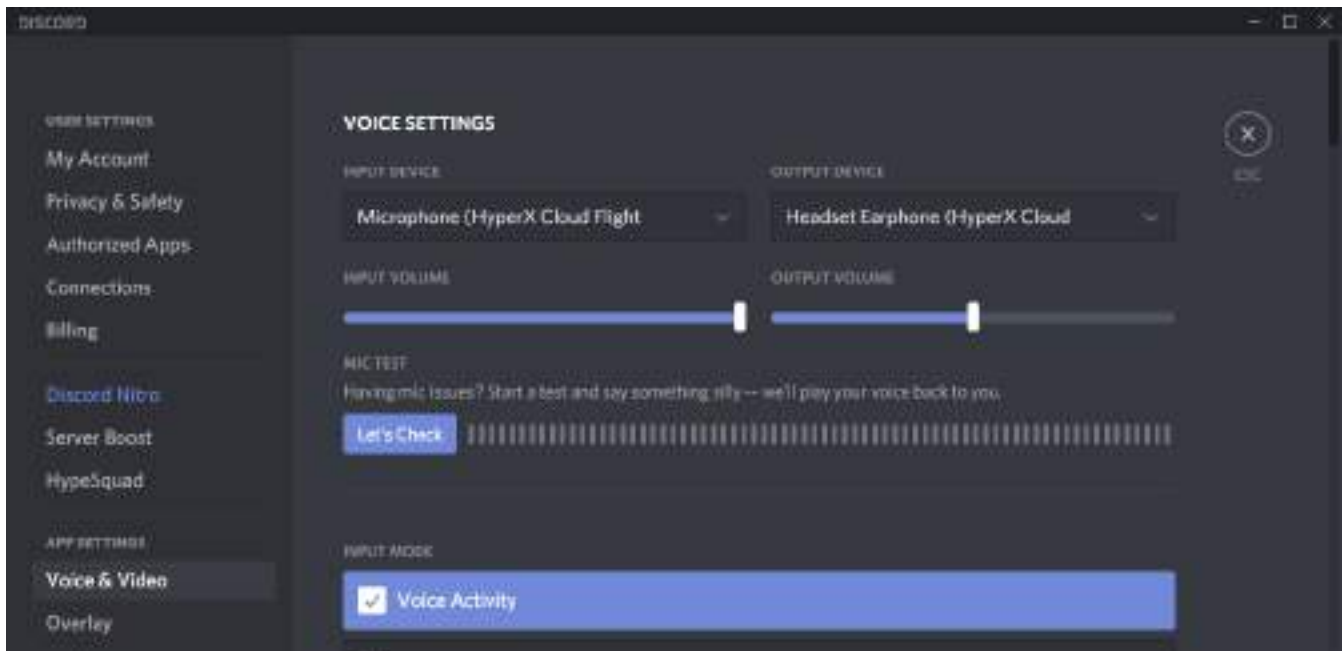 DISCORD
USER SETTINGS
My Account
Privacy & Safety
Authorized Apps
Connections
Billing
Discord Nitro
Server Boost
HypeSquad
APP SETTINGS
Voice & Video
Overlay
VOICE SETTINGS
INPUT DEVICE
Microphone (HyperX Cloud Flight
OUTPUT DEVICE
Headset Earphone (HyperX Cloud
INPUT VOLUME
OUTPUT VOLUME
MIC TEST
Having mic issues? Start a test and say something silly -- we'll play your voice back to you.
Let's Check
INPUT MODE
Voice Activity
ESC